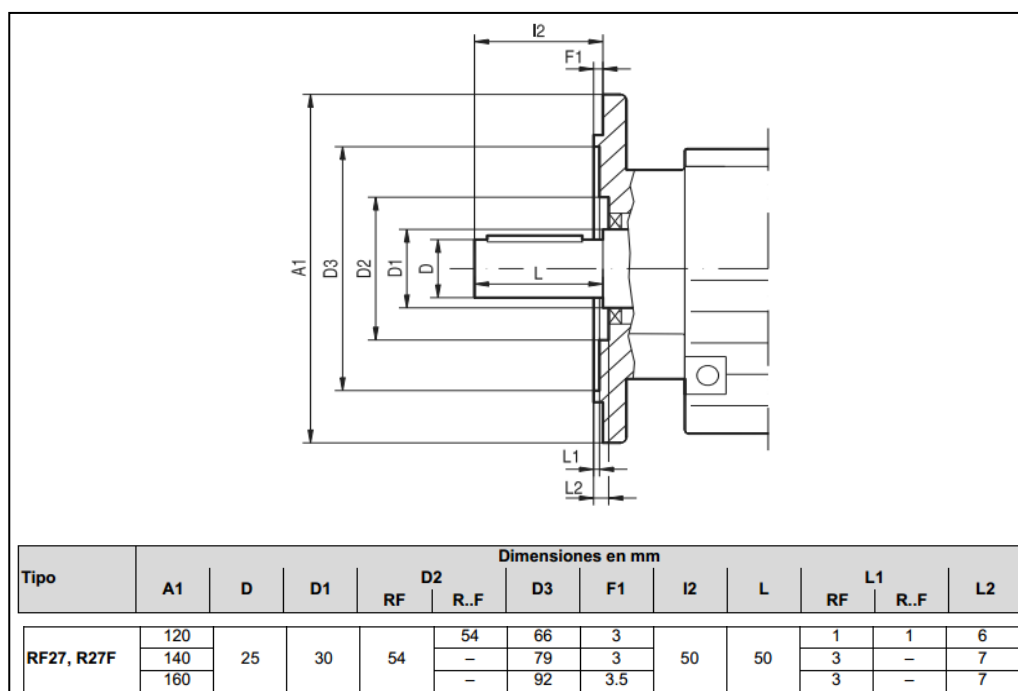 I2
F1
A1
D3
D2
D1
D
L
L1
L2
Dimensiones en mm
Tipo A1 D D1 D2 D3 F1 I2 L L1 L2
RF R..F RF R..F
120 54 66 3 1 1 6
RF27, R27F 140 25 30 54 – 79 3 50 50 3 – 7
160 – 92 3.5 3 – 7